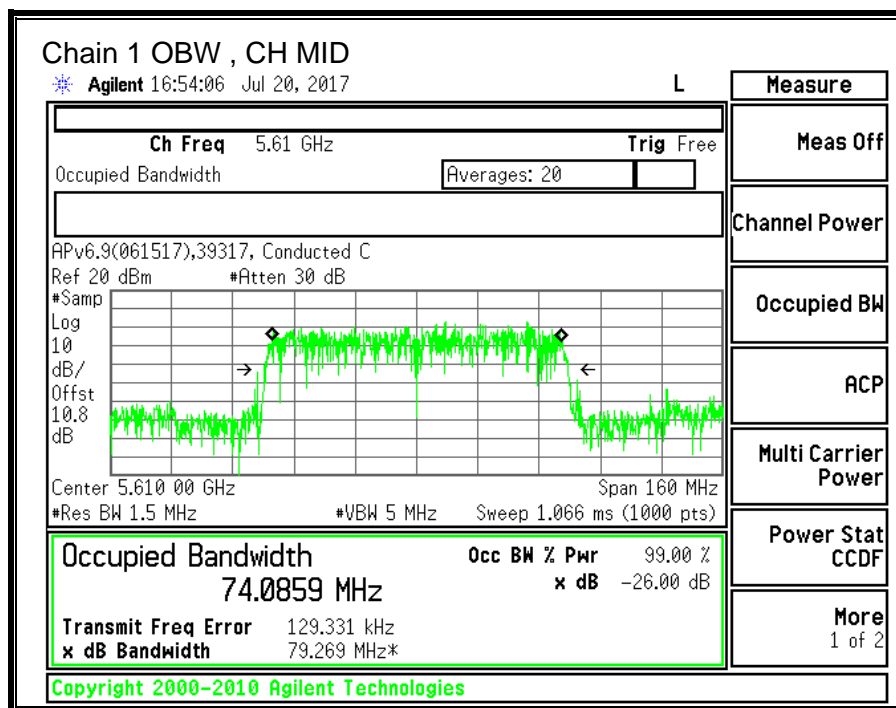 Chain 1 OBW , CH MID
Agilent 16:54:06 Jul 20, 2017 L
Measure
Ch Freq 5.61 GHz Trig Free
Meas Off
Occupied Bandwidth Averages: 20
Channel Power
APv6.9(061517),39317, Conducted C
Ref 20 dBm #Atten 30 dB
#Samp
Log
10
dB/
Offst
10.8
dB
Occupied BW
ACP
Multi Carrier
Power
Center 5.610 00 GHz Span 160 MHz
#Res BW 1.5 MHz #VBW 5 MHz Sweep 1.066 ms (1000 pts)
Power Stat
CCDF
Occupied Bandwidth Occ BW % Pwr 99.00 %
74.0859 MHz x dB -26.00 dB
Transmit Freq Error 129.331 kHz
x dB Bandwidth 79.269 MHz*
More
1 of 2
Copyright 2000-2010 Agilent Technologies